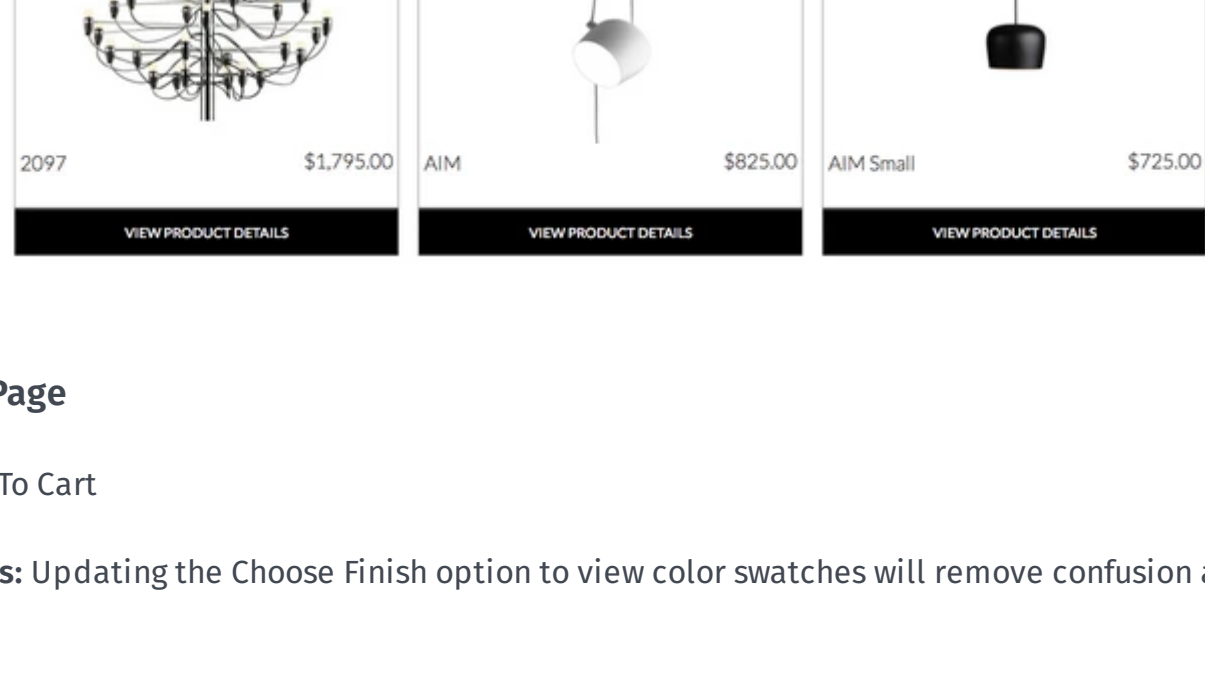 2097 $1,795.00 AIM $825.00 AIM Small $725.00
VIEW PRODUCT DETAILS VIEW PRODUCT DETAILS VIEW PRODUCT DETAILS
Page
To Cart
s: Updating the Choose Finish option to view color swatches will remove confusion a